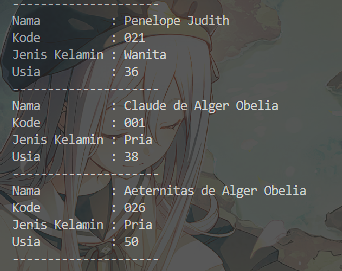 ---------------------
Nama          : Penelope Judith
Kode          : 021
Jenis Kelamin : Wanita
Usia          : 36
---------------------
Nama          : Claude de Alger Obelia
Kode          : 001
Jenis Kelamin : Pria
Usia          : 38
---------------------
Nama          : Aeternitas de Alger Obelia
Kode          : 026
Jenis Kelamin : Pria
Usia          : 50
---------------------